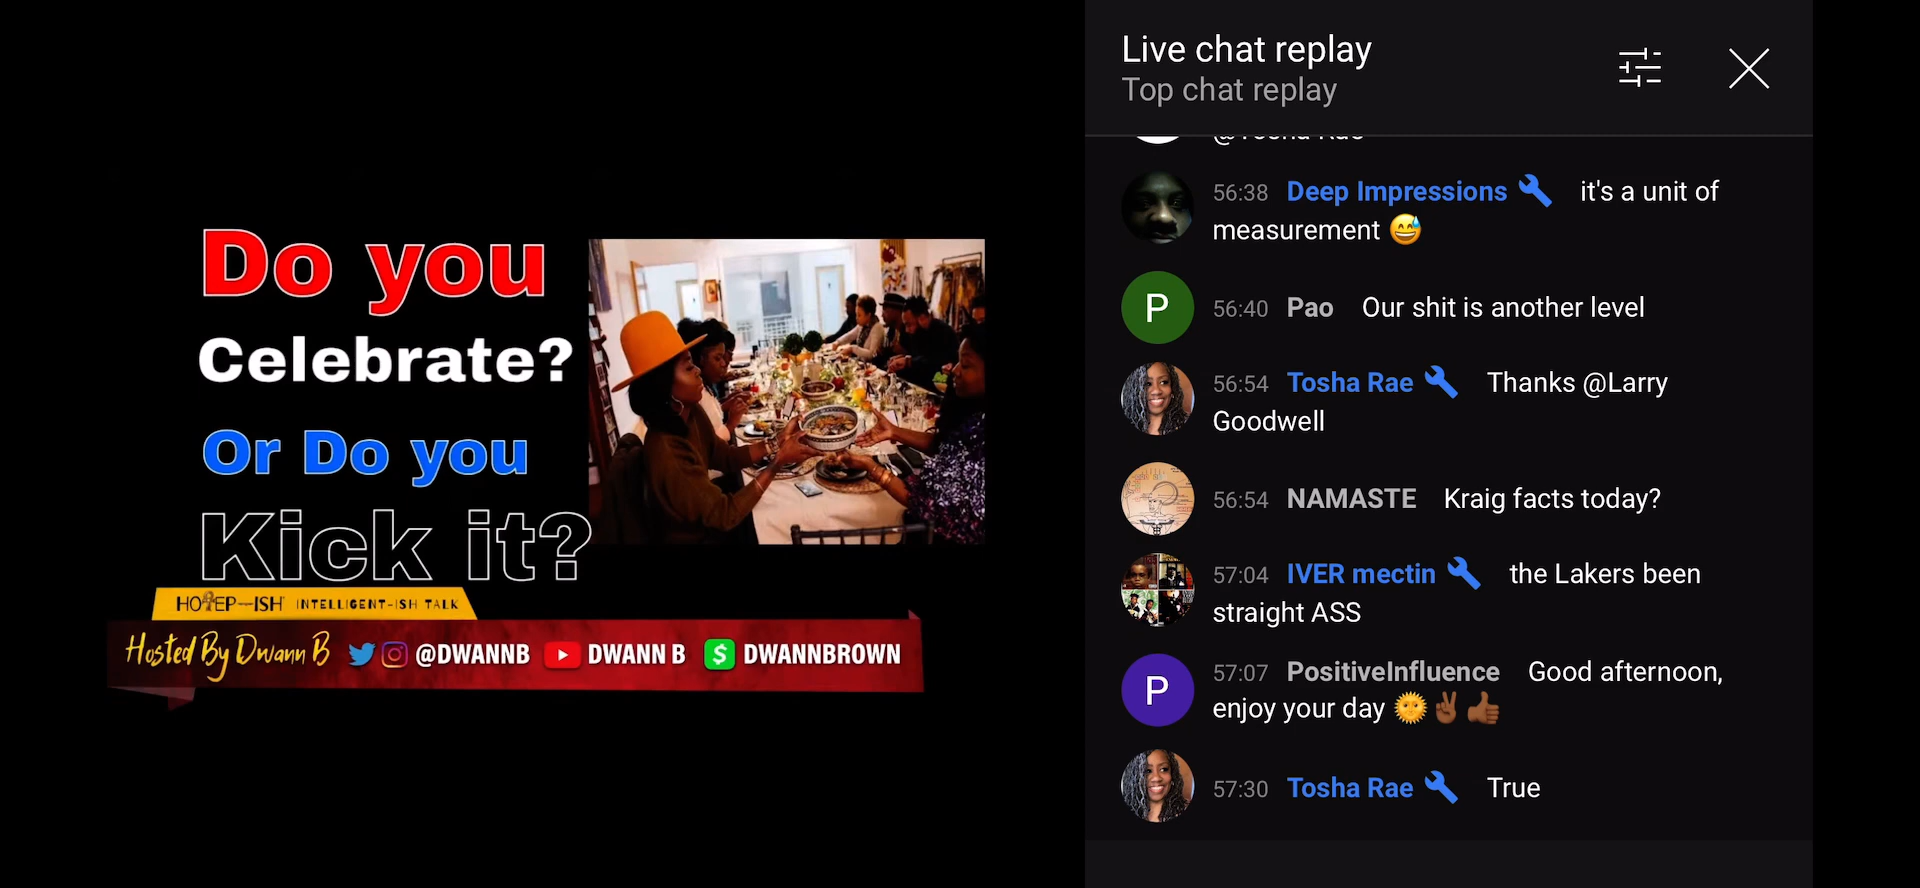 Do you
Celebrate?
Or Do you
Kick it?
HOTEP-ISH INTELLIGENT-ISH TALK
Hosted By Dwann B @DWANNB DWANN B $ DWANNBROWN
Live chat replay
Top chat replay
@Tosha Rae
56:38 Deep Impressions it's a unit of
measurement 😅
P 56:40 Pao Our shit is another level
56:54 Tosha Rae Thanks @Larry
Goodwell
56:54 NAMASTE Kraig facts today?
57:04 IVER mectin the Lakers been
straight ASS
P 57:07 PositiveInfluence Good afternoon,
enjoy your day 🌞✌🏾👍🏾
57:30 Tosha Rae True